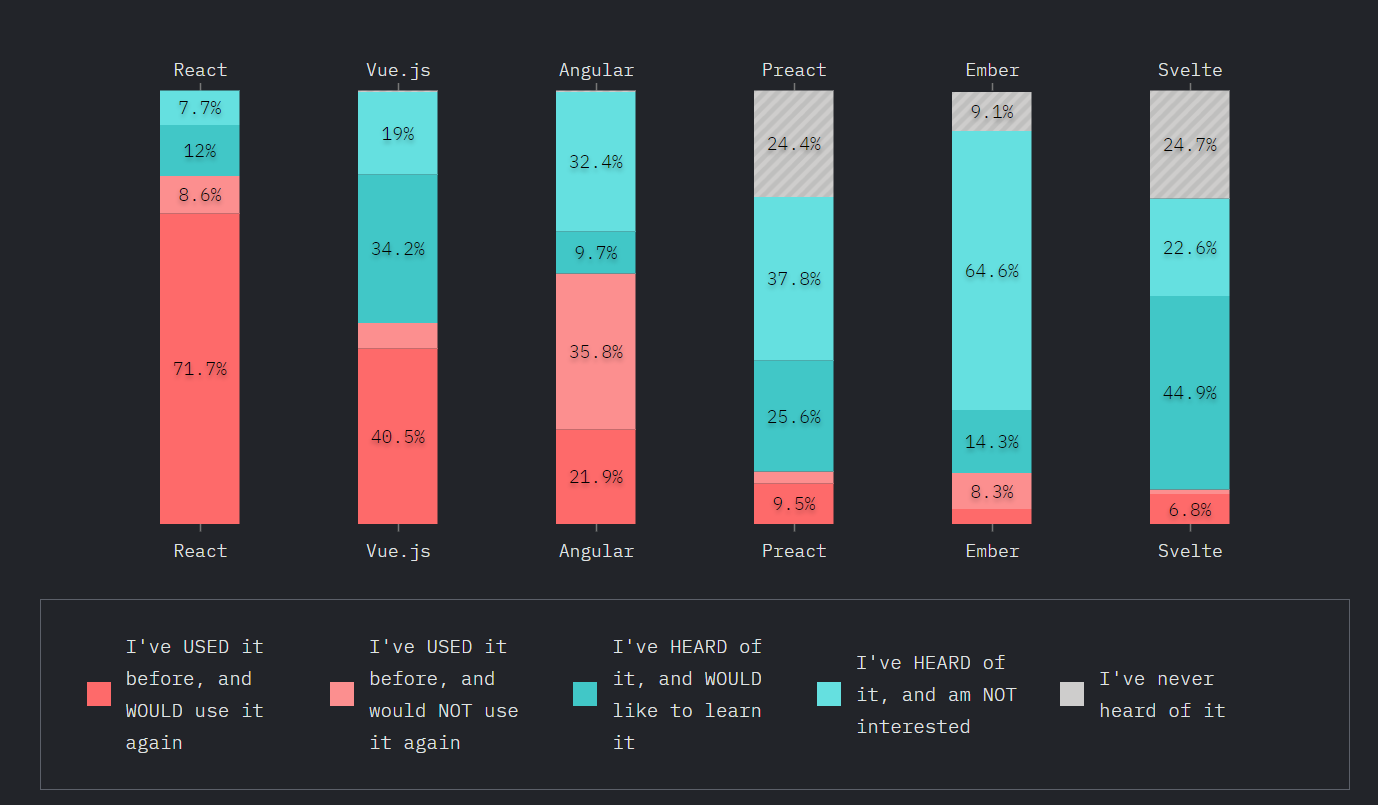 React Vue.js Angular Preact Ember Svelte
7.7% 19% 32.4% 24.4% 9.1% 24.7%
12% 34.2% 9.7% 37.8% 64.6% 22.6%
8.6% 40.5% 35.8% 25.6% 14.3% 44.9%
71.7% 21.9% 9.5% 8.3% 6.8%
React Vue.js Angular Preact Ember Svelte
I've USED it
before, and
WOULD use it
again
I've USED it
before, and
would NOT use
it again
I've HEARD of
it, and WOULD
like to learn
it
I've HEARD of
it, and am NOT
interested
I've never
heard of it